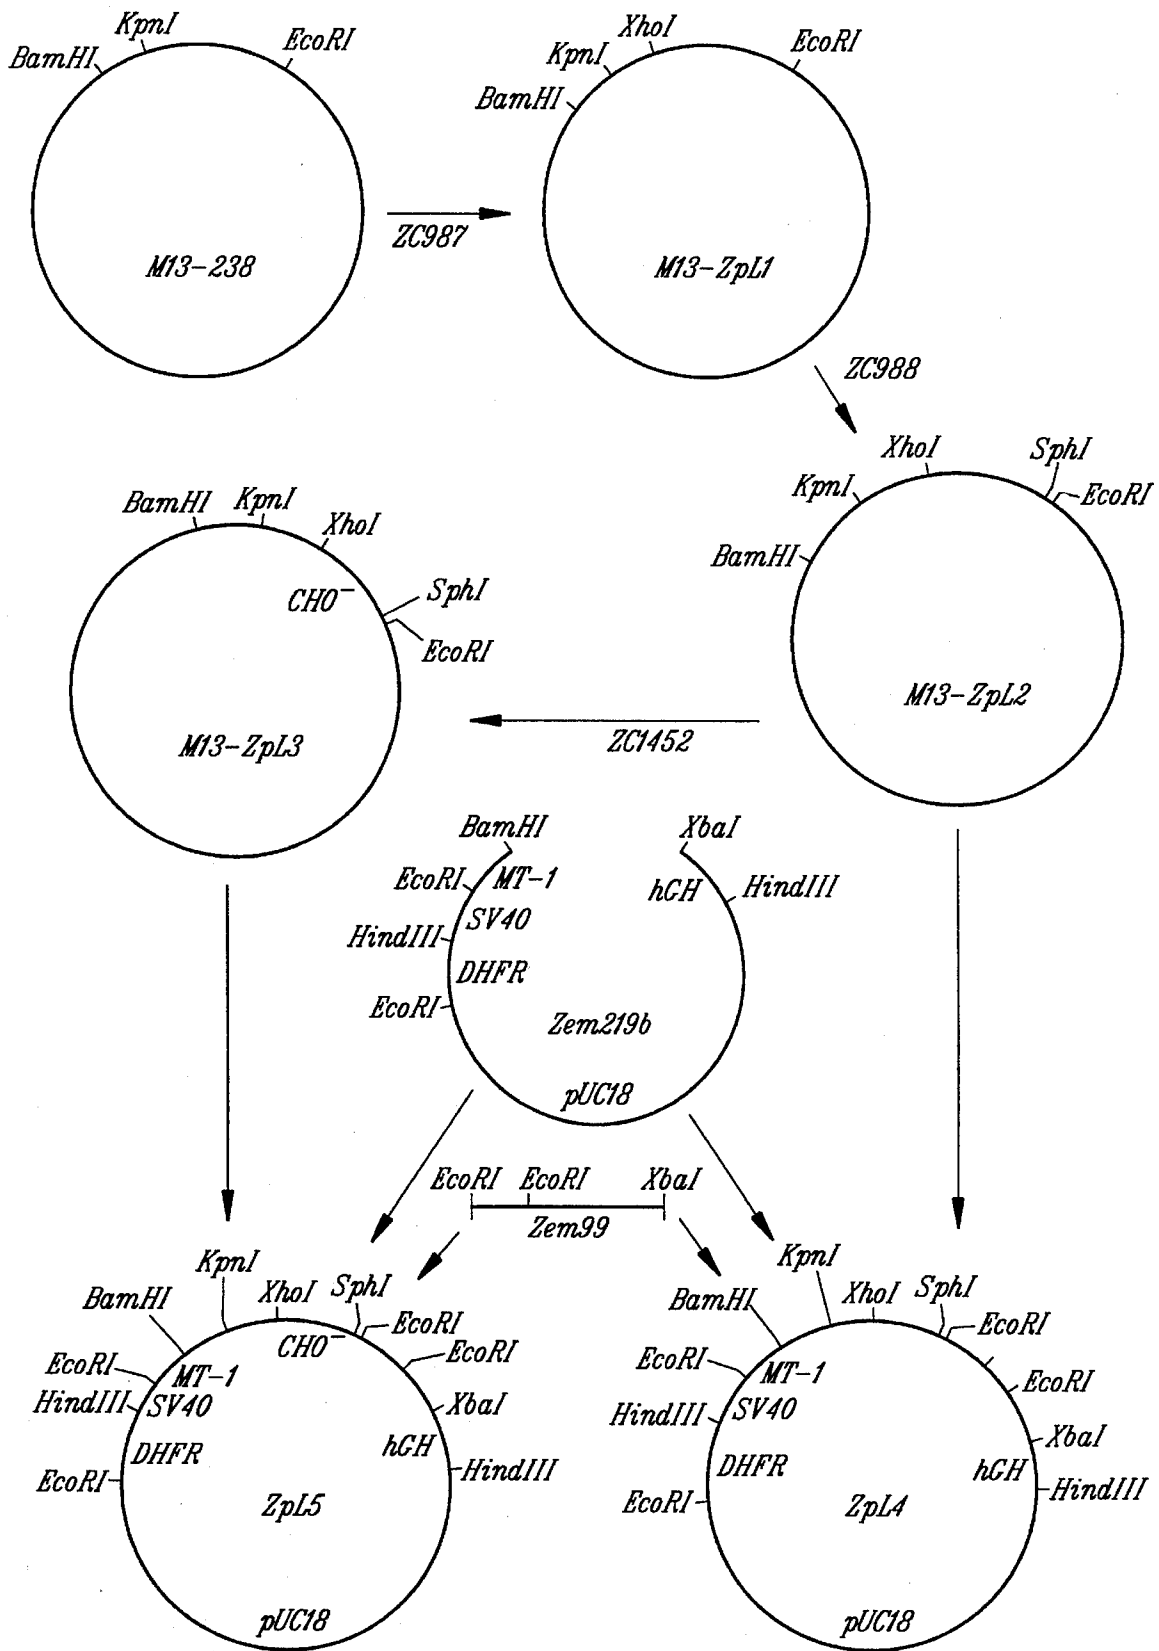 KpnI
BamHI
EcoRI
M13-238
ZC987
XhoI
KpnI
EcoRI
BamHI
M13-ZpL1
ZC988
XhoI
SphI
KpnI
EcoRI
BamHI
M13-ZpL2
ZC1452
BamHI
KpnI
XhoI
CHO⁻
SphI
EcoRI
M13-ZpL3
BamHI
XbaI
EcoRI
MT-1
hGH
HindIII
SV40
HindIII
DHFR
EcoRI
Zem219b
pUC18
EcoRI
EcoRI
XbaI
Zem99
KpnI
BamHI
XhoI
SphI
CHO⁻
EcoRI
EcoRI
EcoRI
MT-1
HindIII
SV40
XbaI
DHFR
hGH
EcoRI
HindIII
ZpL5
pUC18
KpnI
BamHI
XhoI
SphI
EcoRI
EcoRI
MT-1
EcoRI
HindIII
SV40
XbaI
DHFR
hGH
HindIII
EcoRI
ZpL4
pUC18